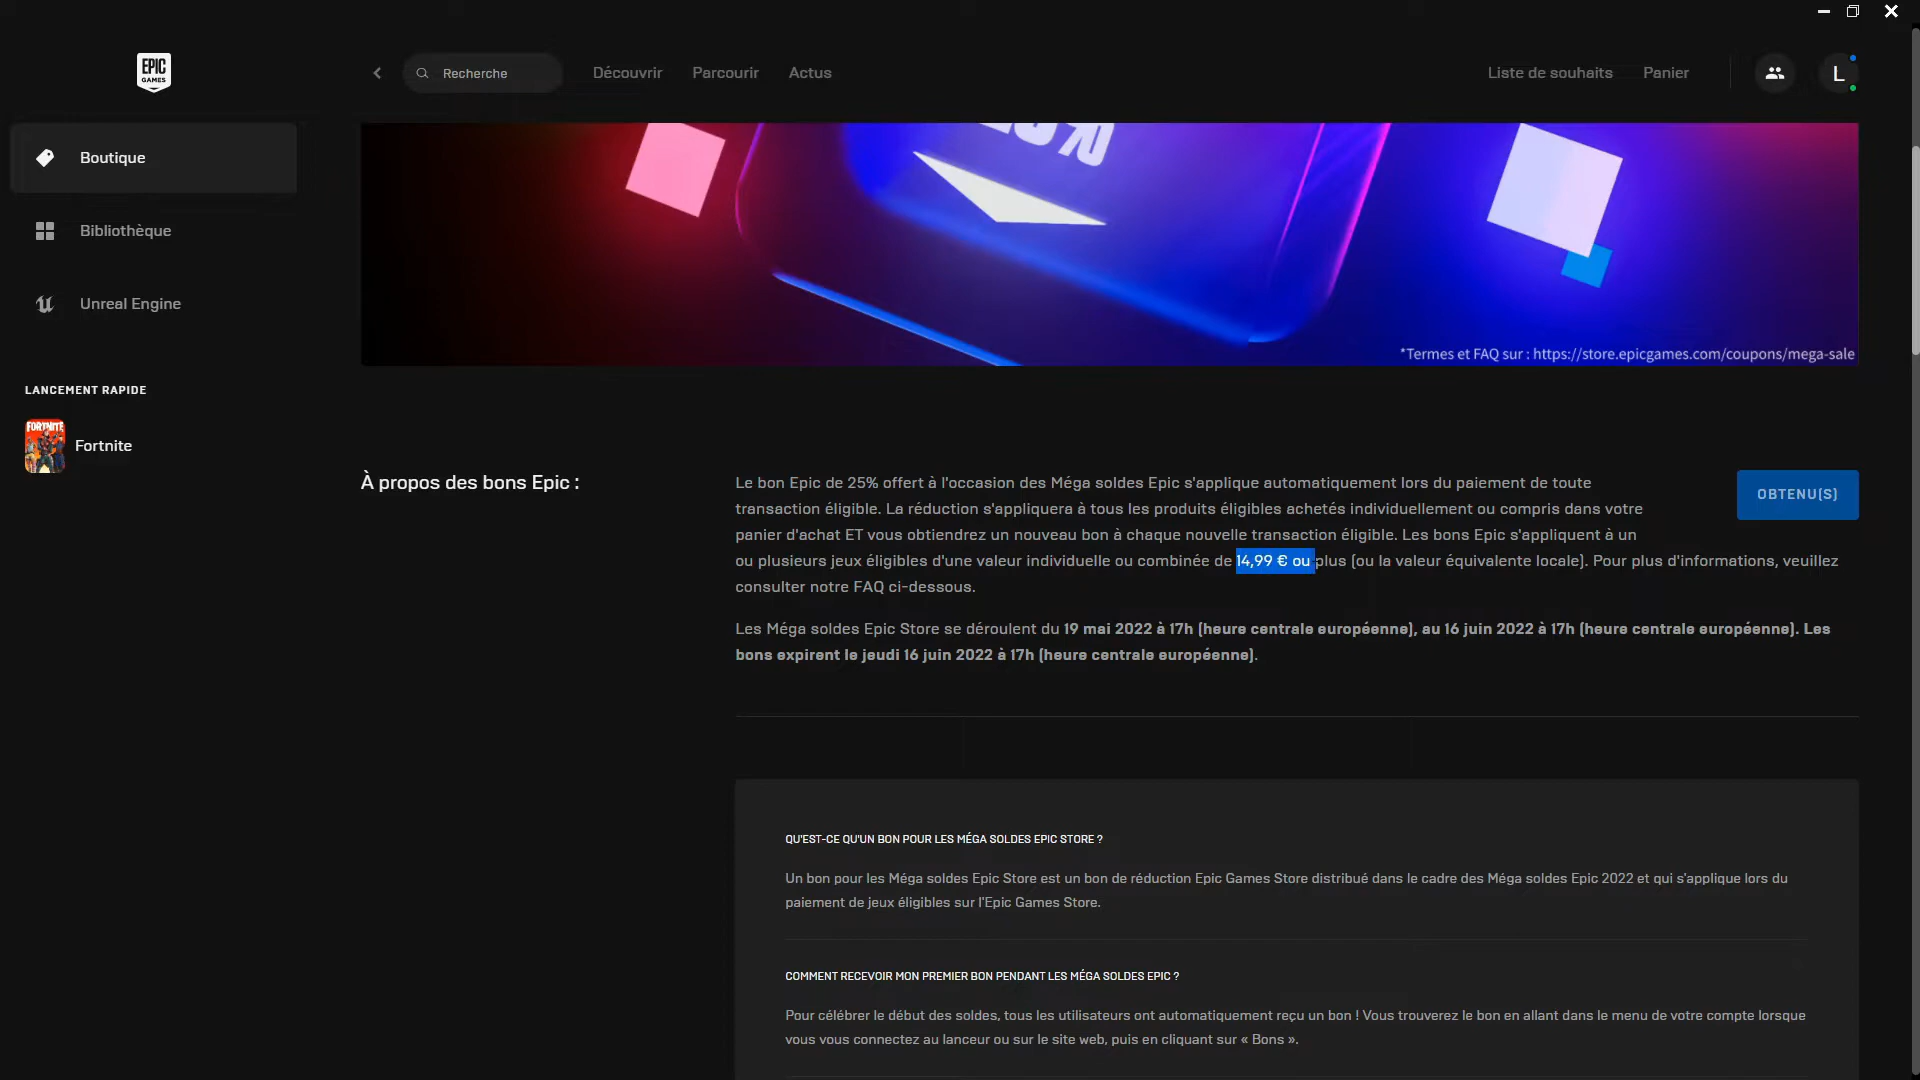 EPIC
GAMES
Recherche
Découvrir
Parcourir
Actus
Liste de souhaits
Panier
L
Boutique
Bibliothèque
Unreal Engine
LANCEMENT RAPIDE
FORTNITE
Fortnite
*Termes et FAQ sur : https://store.epicgames.com/coupons/mega-sale
À propos des bons Epic :
Le bon Epic de 25% offert à l'occasion des Méga soldes Epic s'applique automatiquement lors du paiement de toute
transaction éligible. La réduction s'appliquera à tous les produits éligibles achetés individuellement ou compris dans votre
panier d'achat ET vous obtiendrez un nouveau bon à chaque nouvelle transaction éligible. Les bons Epic s'appliquent à un
ou plusieurs jeux éligibles d'une valeur individuelle ou combinée de 14,99 € ou plus (ou la valeur équivalente locale). Pour plus d'informations, veuillez
consulter notre FAQ ci-dessous.
OBTENU(S)
Les Méga soldes Epic Store se déroulent du 19 mai 2022 à 17h (heure centrale européenne), au 16 juin 2022 à 17h (heure centrale européenne). Les
bons expirent le jeudi 16 juin 2022 à 17h (heure centrale européenne).
QU'EST-CE QU'UN BON POUR LES MÉGA SOLDES EPIC STORE ?
Un bon pour les Méga soldes Epic Store est un bon de réduction Epic Games Store distribué dans le cadre des Méga soldes Epic 2022 et qui s'applique lors du
paiement de jeux éligibles sur l'Epic Games Store.
COMMENT RECEVOIR MON PREMIER BON PENDANT LES MÉGA SOLDES EPIC ?
Pour célébrer le début des soldes, tous les utilisateurs ont automatiquement reçu un bon ! Vous trouverez le bon en allant dans le menu de votre compte lorsque
vous vous connectez au lanceur ou sur le site web, puis en cliquant sur « Bons ».